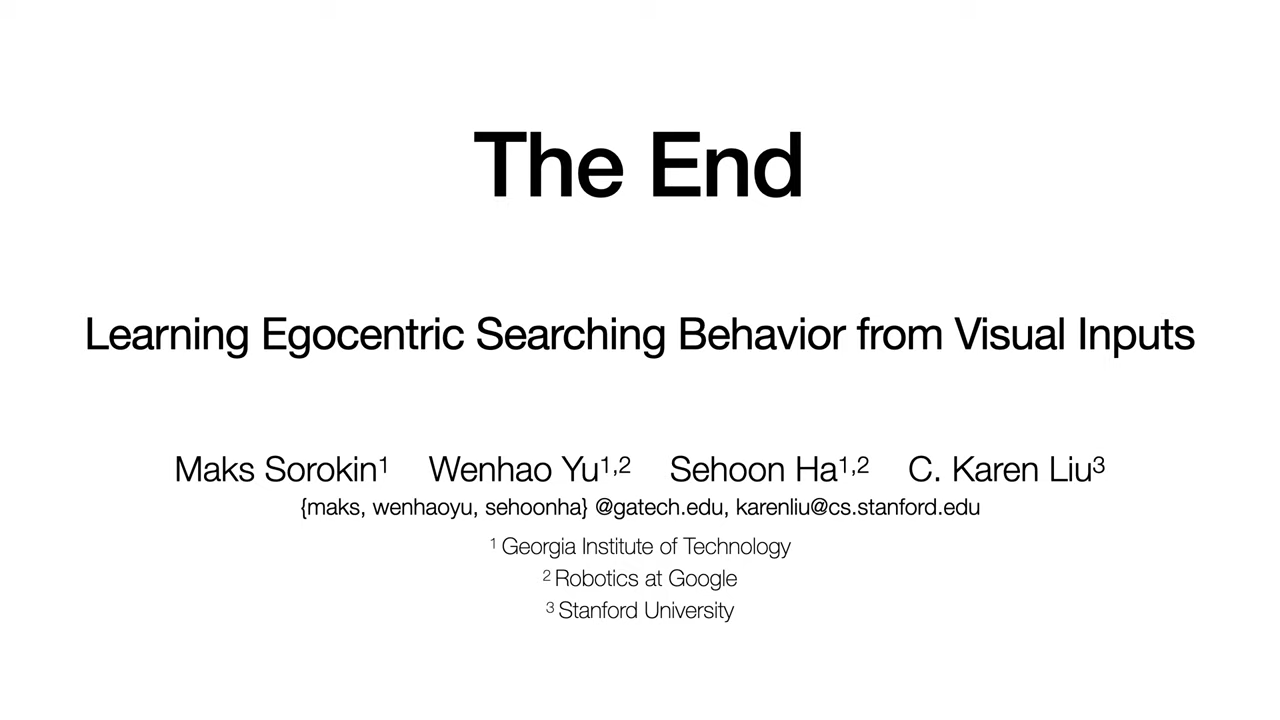 The End
Learning Egocentric Searching Behavior from Visual Inputs
Maks Sorokin¹ Wenhao Yu¹,² Sehoon Ha¹,² C. Karen Liu³
{maks, wenhaoyu, sehoonha} @gatech.edu, karenliu@cs.stanford.edu
¹ Georgia Institute of Technology
² Robotics at Google
³ Stanford University